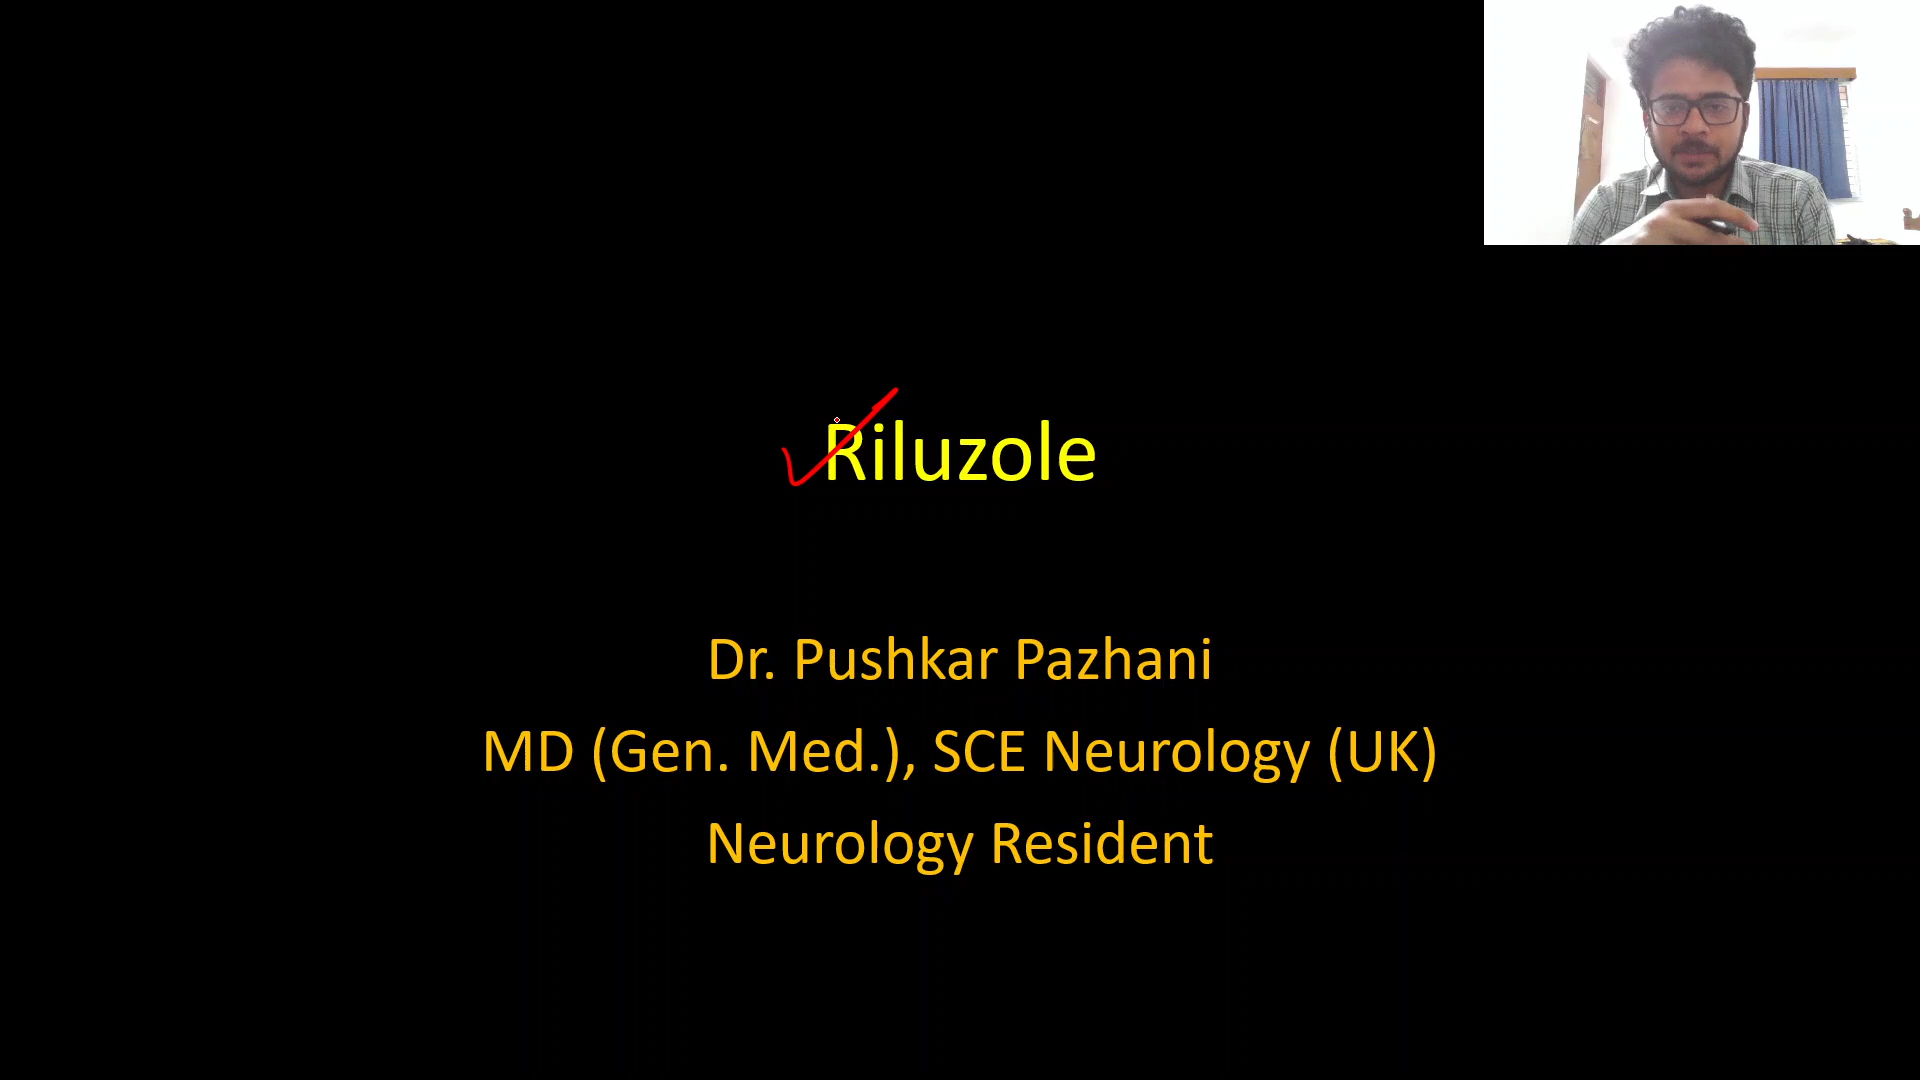 Riluzole
Dr. Pushkar Pazhani
MD (Gen. Med.), SCE Neurology (UK)
Neurology Resident